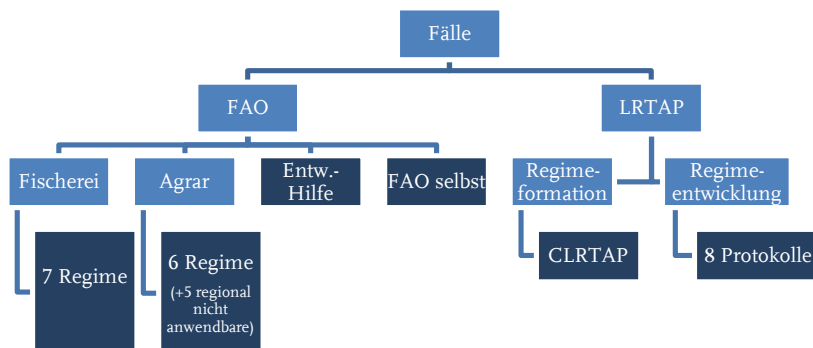 Fälle
FAO
LRTAP
Fischerei
Agrar
Entw.-
Hilfe
FAO selbst
Regime-
formation
Regime-
entwicklung
7 Regime
6 Regime
(+5 regional
nicht
anwendbare)
CLRTAP
8 Protokolle